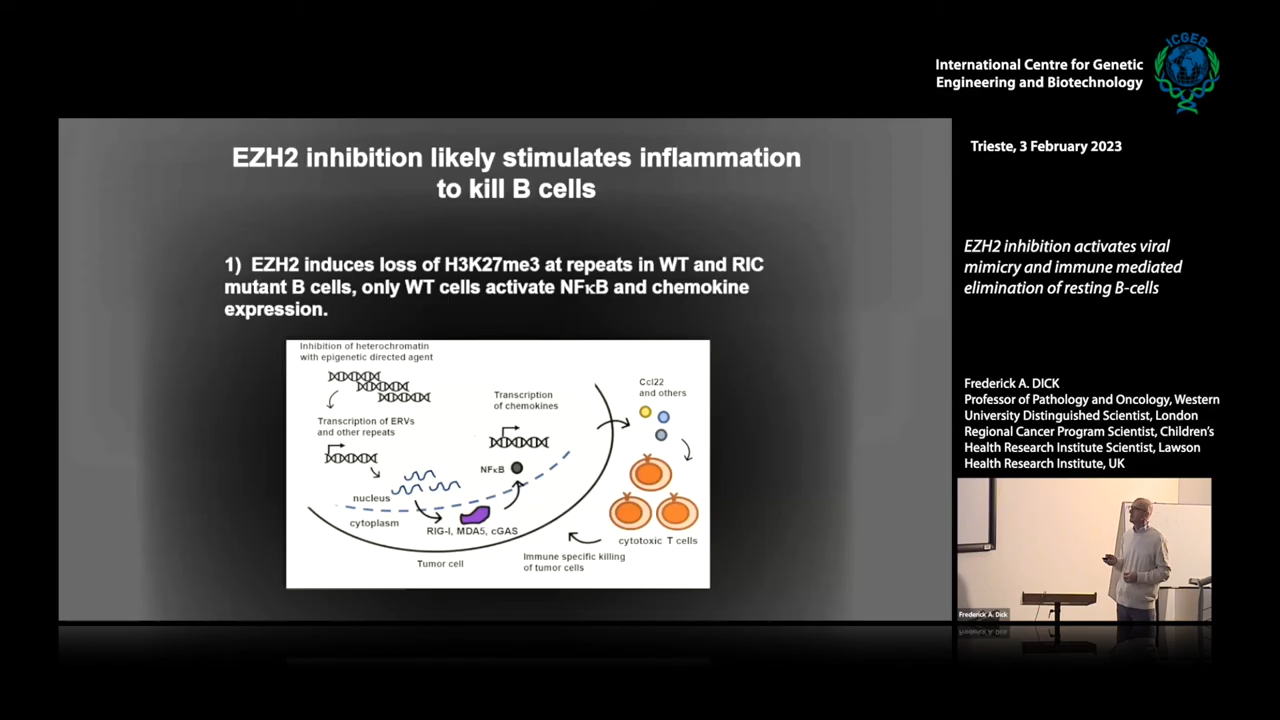 ICGEB
International Centre for Genetic
Engineering and Biotechnology
Trieste, 3 February 2023
EZH2 inhibition likely stimulates inflammation
to kill B cells
1) EZH2 induces loss of H3K27me3 at repeats in WT and RIC
mutant B cells, only WT cells activate NFκB and chemokine
expression.
Inhibition of heterochromatin
with epigenetic directed agent
Transcription of ERVs
and other repeats
nucleus
cytoplasm
Transcription
of chemokines
NFκB
RIG-I, MDA5, cGAS
Tumor cell
Ccl22
and others
cytotoxic T cells
Immune specific killing
of tumor cells
EZH2 inhibition activates viral
mimicry and immune mediated
elimination of resting B-cells
Frederick A. DICK
Professor of Pathology and Oncology, Western
University Distinguished Scientist, London
Regional Cancer Program Scientist, Children's
Health Research Institute Scientist, Lawson
Health Research Institute, UK
Frederick A. Dick